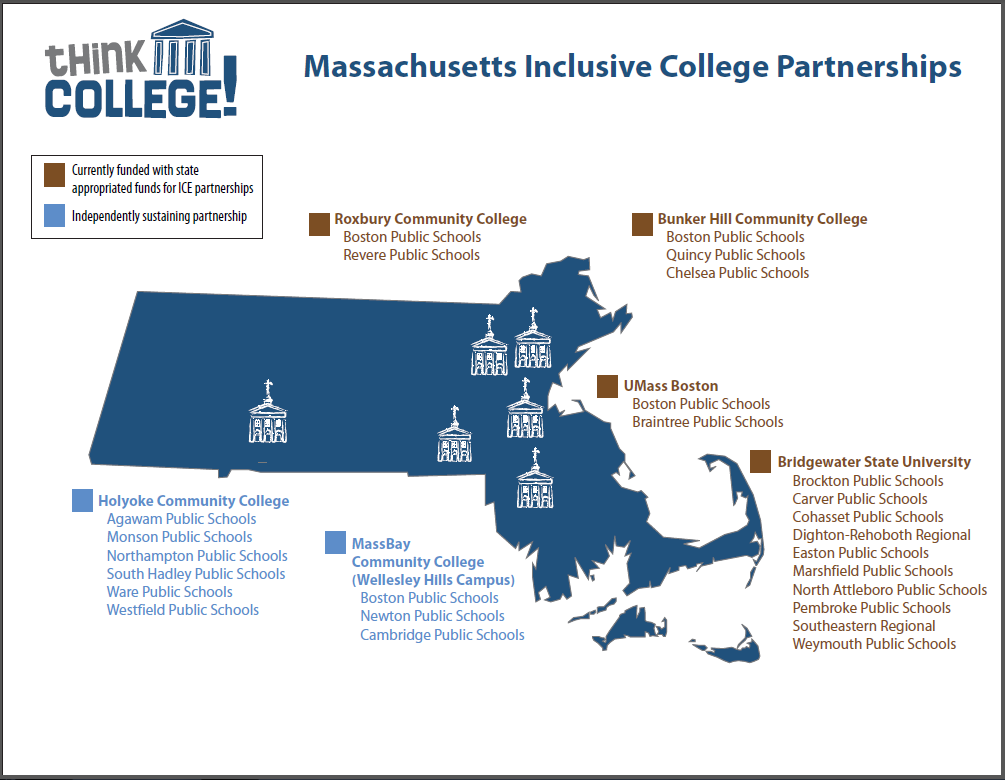 tHiNK
COLLEGE!
Massachusetts Inclusive College Partnerships
Currently funded with state
appropriated funds for ICE partnerships
Independently sustaining partnership
Roxbury Community College
Boston Public Schools
Revere Public Schools
Bunker Hill Community College
Boston Public Schools
Quincy Public Schools
Chelsea Public Schools
UMass Boston
Boston Public Schools
Braintree Public Schools
Bridgewater State University
Brockton Public Schools
Carver Public Schools
Cohasset Public Schools
Dighton-Rehoboth Regional
Easton Public Schools
Marshfield Public Schools
North Attleboro Public Schools
Pembroke Public Schools
Southeastern Regional
Weymouth Public Schools
Holyoke Community College
Agawam Public Schools
Monson Public Schools
Northampton Public Schools
South Hadley Public Schools
Ware Public Schools
Westfield Public Schools
MassBay
Community College
(Wellesley Hills Campus)
Boston Public Schools
Newton Public Schools
Cambridge Public Schools